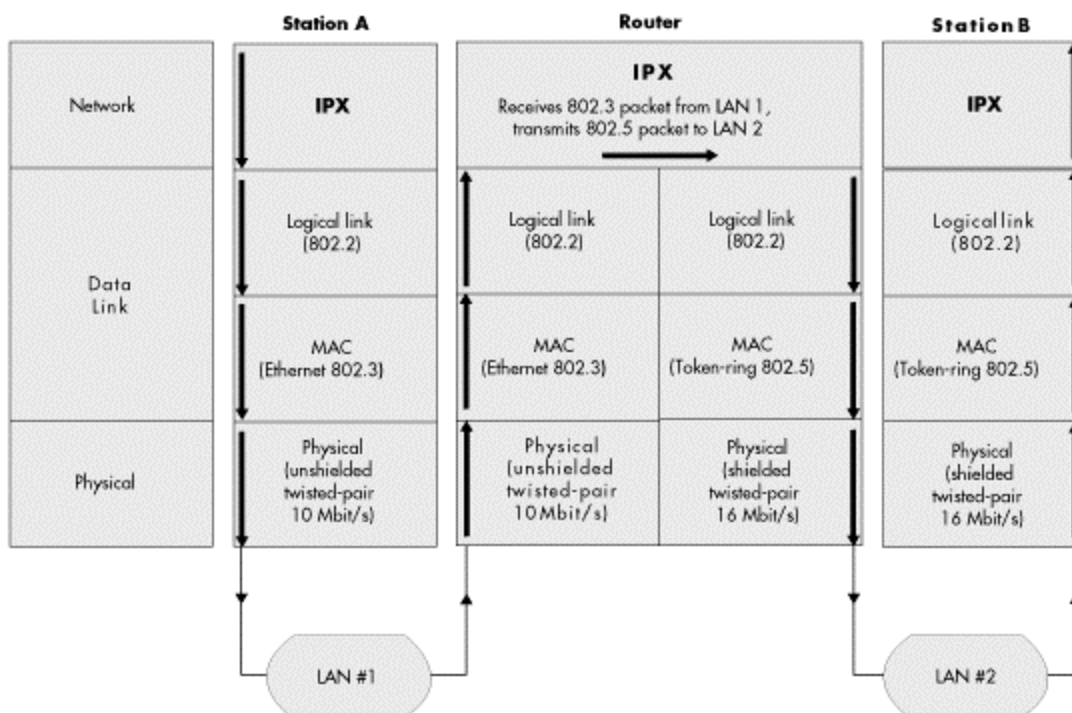 Station A
Router
Station B
Network
IPX
IPX
Receives 802.3 packet from LAN 1,
transmits 802.5 packet to LAN 2
IPX
Data
Link
Logical link
(802.2)
Logical link
(802.2)
Logical link
(802.2)
Logical link
(802.2)
MAC
(Ethernet 802.3)
MAC
(Ethernet 802.3)
MAC
(Token-ring 802.5)
MAC
(Token-ring 802.5)
Physical
Physical
(unshielded
twisted-pair
10 Mbit/s)
Physical
(unshielded
twisted-pair
10 Mbit/s)
Physical
(shielded
twisted-pair
16 Mbit/s)
Physical
(shielded
twisted-pair
16 Mbit/s)
LAN #1
LAN #2